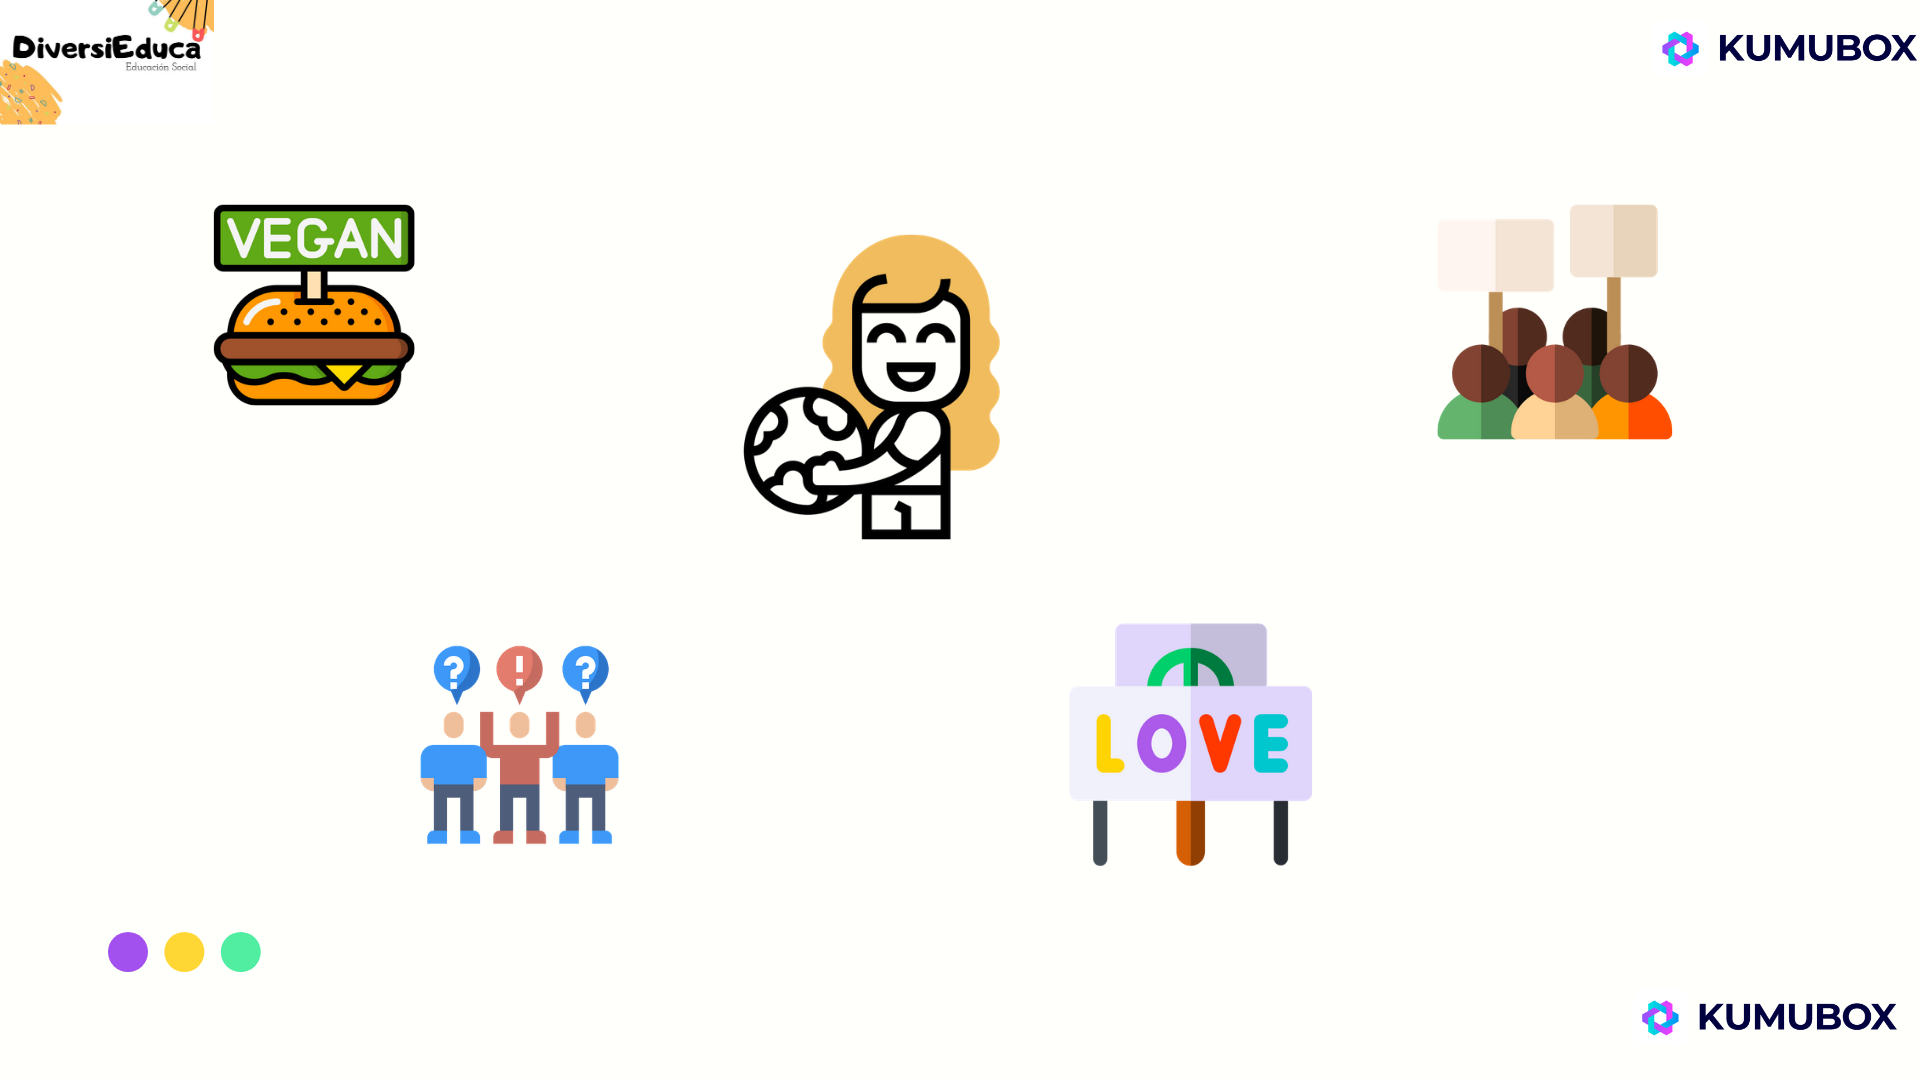 DiversiEduca
Educación Social
KUMUBOX
VEGAN
? ! ?
LOVE
KUMUBOX